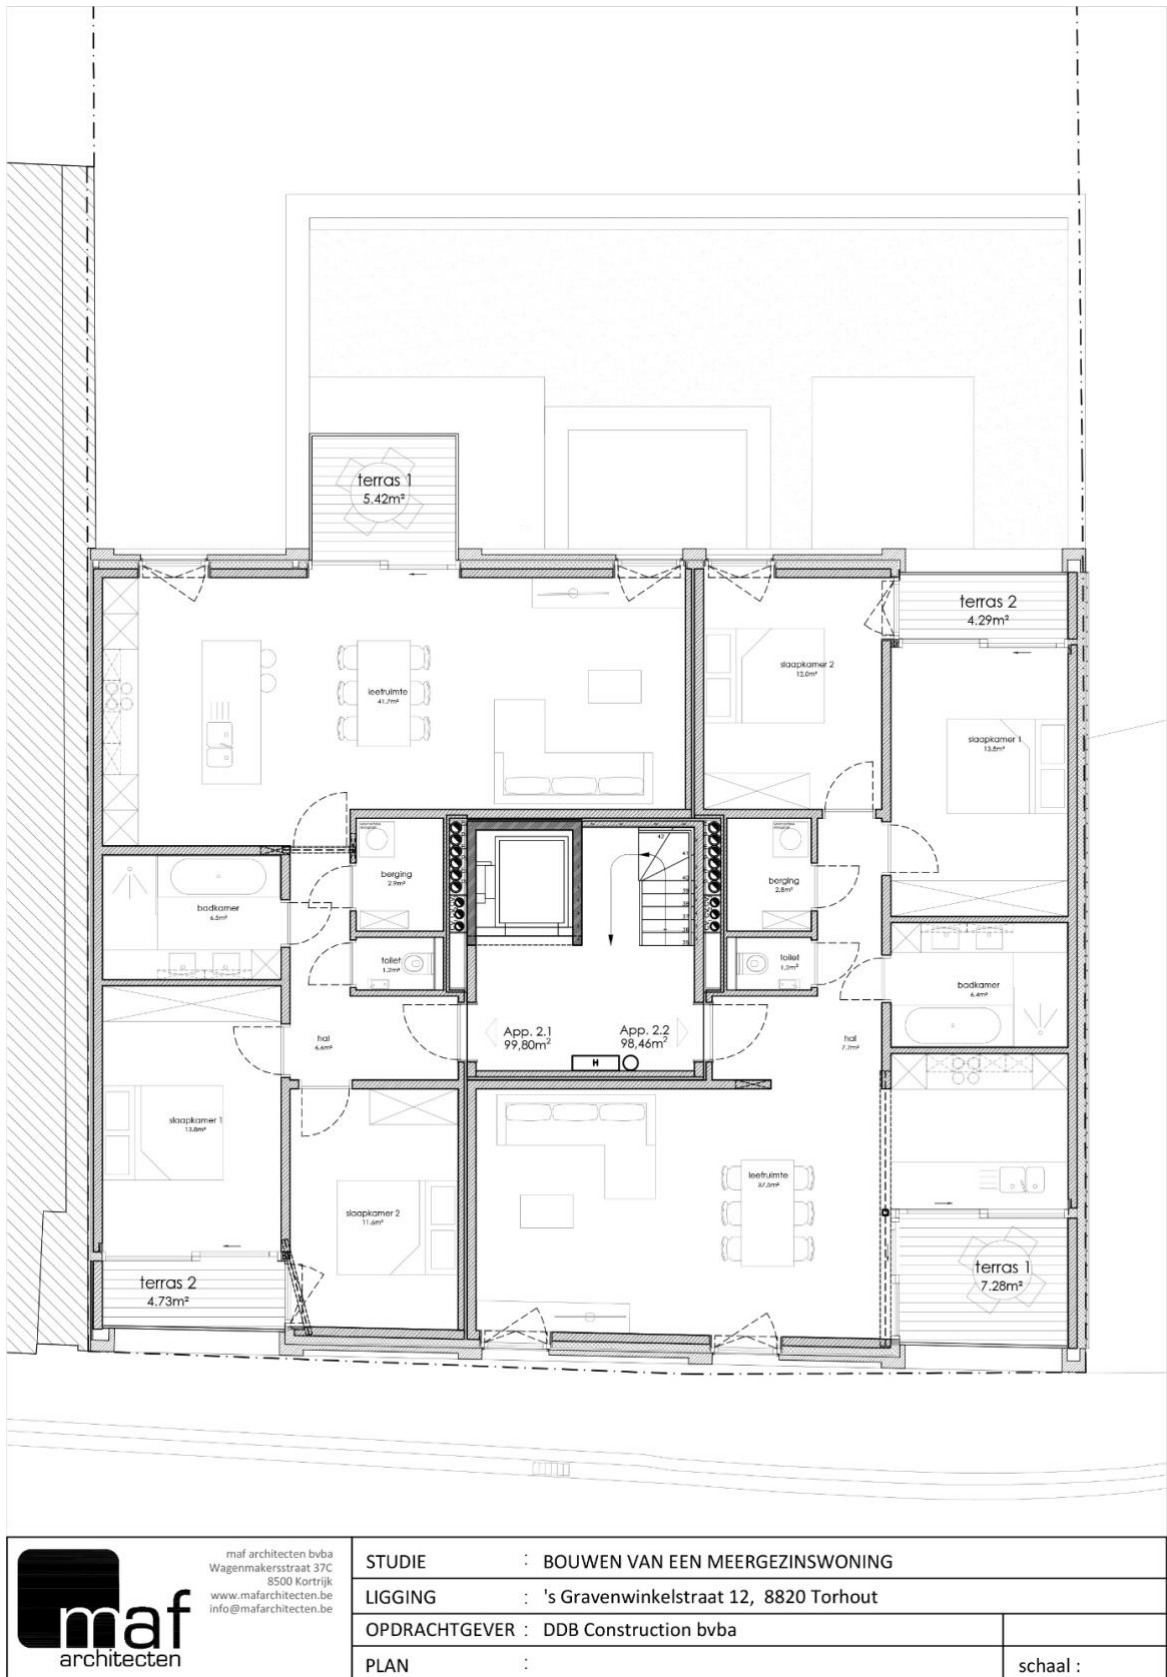 terras 1
5.42m²
terras 2
4.29m²
slaapkamer 2
12.0m²
leefruimte
41.7m²
slaapkamer 1
13.8m²
berging
2.9m²
berging
2.8m²
badkamer
6.5m²
toilet
1.2m²
toilet
1.2m²
badkamer
6.4m²
App. 2.1
99,80m²
App. 2.2
98,46m²
H
hal
6.6m²
hal
7.7m²
slaapkamer 1
13.8m²
slaapkamer 2
11.6m²
leefruimte
37.5m²
terras 2
4.73m²
terras 1
7.28m²
maf
architecten
maf architecten bvba
Wagenmakersstraat 37C
8500 Kortrijk
www.mafarchitecten.be
info@mafarchitecten.be
STUDIE : BOUWEN VAN EEN MEERGEZINSWONING
LIGGING : 's Gravenwinkelstraat 12, 8820 Torhout
OPDRACHTGEVER : DDB Construction bvba
PLAN :
schaal :